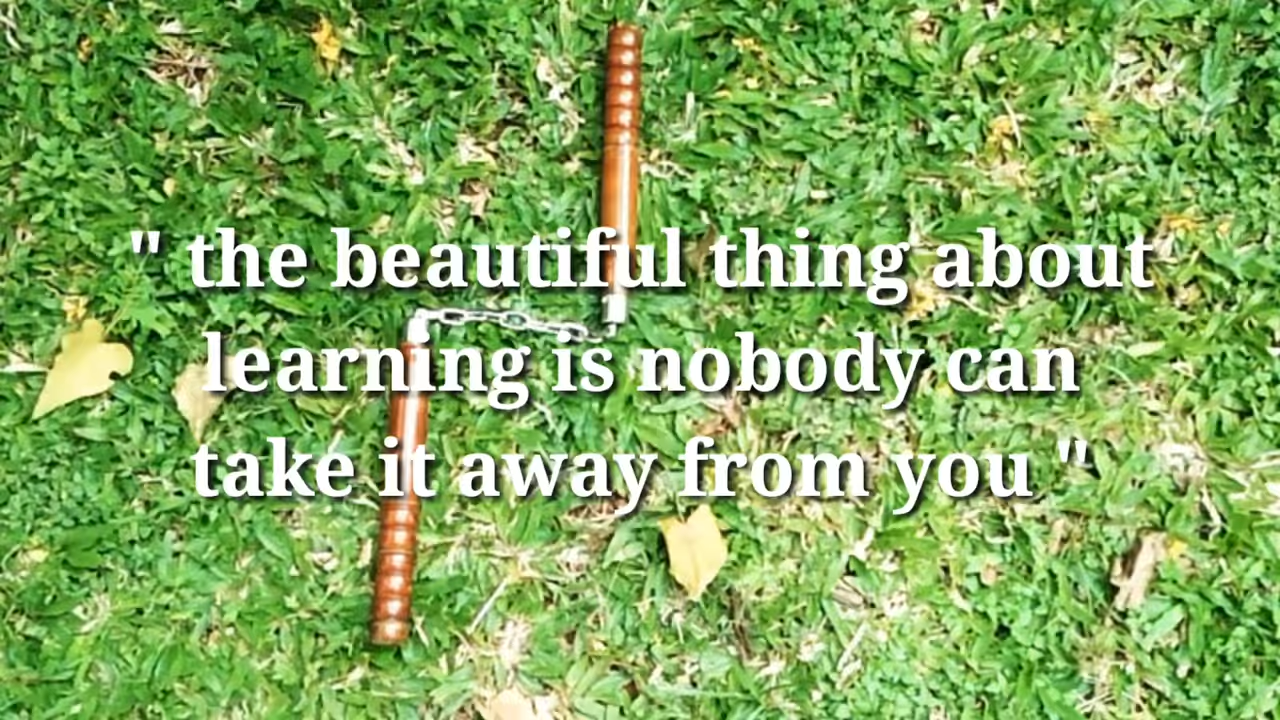 " the beautiful thing about
learning is nobody can
take it away from you "